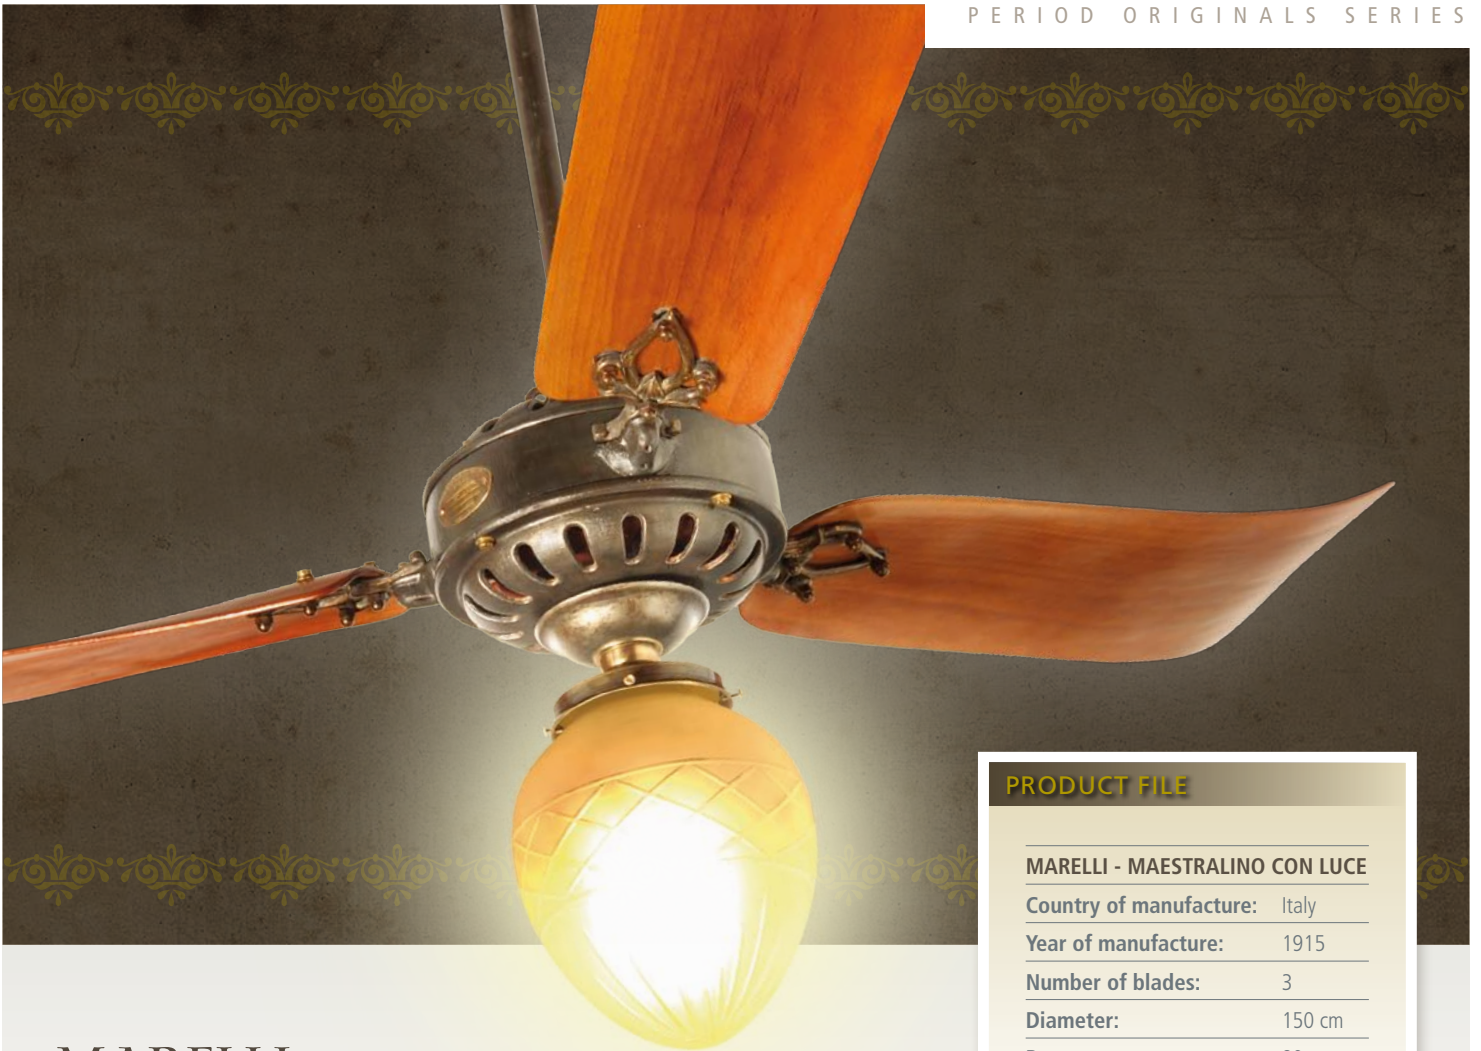 PERIOD ORIGINALS SERIES
PRODUCT FILE
MARELLI - MAESTRALINO CON LUCE
Country of manufacture: Italy
Year of manufacture: 1915
Number of blades: 3
Diameter: 150 cm
MARELLI